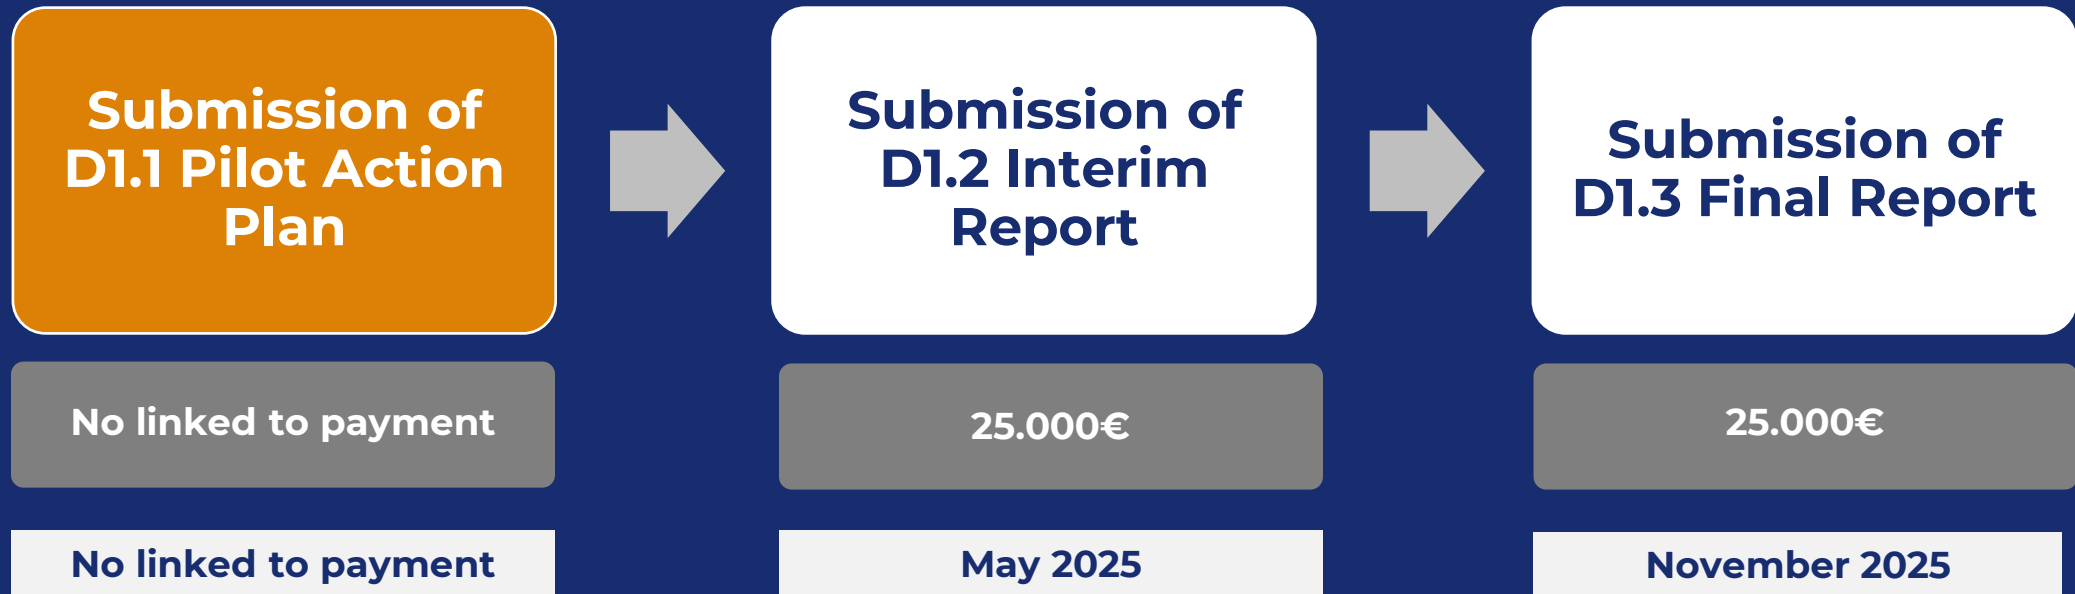 Submission of
D1.1 Pilot Action
Plan
Submission of
D1.2 Interim
Report
Submission of
D1.3 Final Report
No linked to payment
25.000€
25.000€
No linked to payment
May 2025
November 2025